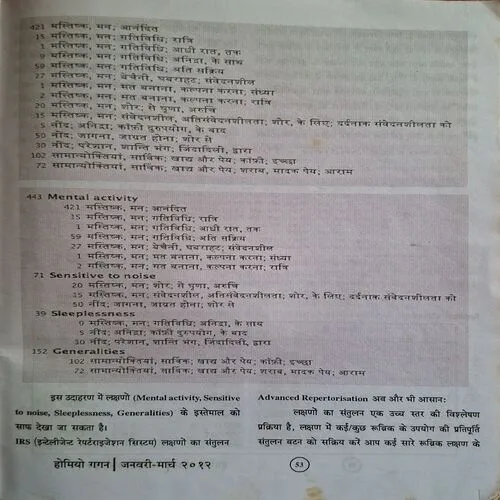 421 मस्तिष्क, मन; आनंदित
15 मस्तिष्क, मन; गतिविधि; रात्रि
1 मस्तिष्क, मन; गतिविधि; आधी रात, तक
9 मस्तिष्क, मन; गतिविधि; अनिद्रा, के साथ
59 मस्तिष्क, मन; गतिविधि; अति सक्रिय
27 मस्तिष्क, मन; बेचैनी, घबराहट; संवेदनशील
1 मस्तिष्क, मन; मत बनाना, कल्पना करना; संध्या
2 मस्तिष्क, मन; मत बनाना, कल्पना करना; रात्रि
20 मस्तिष्क, मन; शोर; से घृणा, अरुचि
15 मस्तिष्क, मन; संवेदनशील, अतिसंवेदनशीलता; शोर, के लिए; दर्दनाक संवेदनशीलता को
5 नींद; अनिद्रा; कॉफ़ी दुरुपयोग, के बाद
50 नींद; जागना, जाग्रत होना; शोर से
30 नींद; परेशान, शान्ति भंग; जिंदादिली, द्वारा
102 सामान्योक्तियां, सार्विक; खाद्य और पेय; कॉफ़ी; इच्छा
72 सामान्योक्तियां, सार्विक; खाद्य और पेय; शराब, मादक पेय; आराम
443 Mental activity
421 मस्तिष्क, मन; आनंदित
15 मस्तिष्क, मन; गतिविधि; रात्रि
1 मस्तिष्क, मन; गतिविधि; आधी रात, तक
59 मस्तिष्क, मन; गतिविधि; अति सक्रिय
27 मस्तिष्क, मन; बेचैनी, घबराहट; संवेदनशील
1 मस्तिष्क, मन; मत बनाना, कल्पना करना; संध्या
2 मस्तिष्क, मन; मत बनाना, कल्पना करना; रात्रि
71 Sensitive to noise
20 मस्तिष्क, मन; शोर; से घृणा, अरुचि
15 मस्तिष्क, मन; संवेदनशील, अतिसंवेदनशीलता; शोर, के लिए; दर्दनाक संवेदनशीलता को
50 नींद; जागना, जाग्रत होना; शोर से
39 Sleeplessness
9 मस्तिष्क, मन; गतिविधि; अनिद्रा, के साथ
5 नींद; अनिद्रा; कॉफ़ी दुरुपयोग, के बाद
30 नींद; परेशान, शान्ति भंग; जिंदादिली, द्वारा
152 Generalities
102 सामान्योक्तियां, सार्विक; खाद्य और पेय; कॉफ़ी; इच्छा
72 सामान्योक्तियां, सार्विक; खाद्य और पेय; शराब, मादक पेय; आराम
इस उदाहरण ये लक्षणों (Mental activity, Sensitive
to noise, Sleeplessness, Generalities) के इस्तेमाल को
साफ देखा जा सकता है।
IRS (इन्टेलीजेन्ट रेपर्टराइजेशन सिस्टम) लक्षणों का संतुलन
Advanced Repertorisation अब और भी आसान:
लक्षणों का संतुलन एक उच्च स्तर की विश्लेषण
प्रक्रिया है, लक्षण में कई/कुछ रूब्रिक के उपयोग की प्रतिपूर्ति
संतुलन बटन को सक्रिय करें आप कई सारे रूब्रिक लक्षण के
होमियो गगन | जनवरी-मार्च २०१२
53